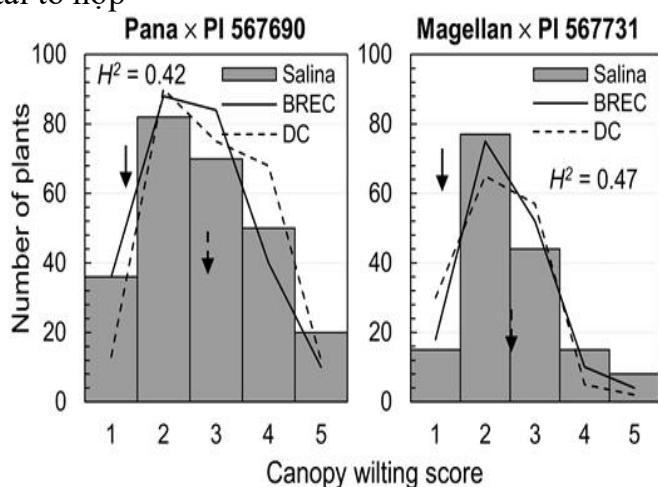 Pana × PI 567690
Magellan × PI 567731
100
80
60
40
20
0
Number of plants
H² = 0.42
Salina
BREC
DC
1 2 3 4 5
100
80
60
40
20
0
Salina
BREC
DC
H² = 0.47
1 2 3 4 5
Canopy wilting score